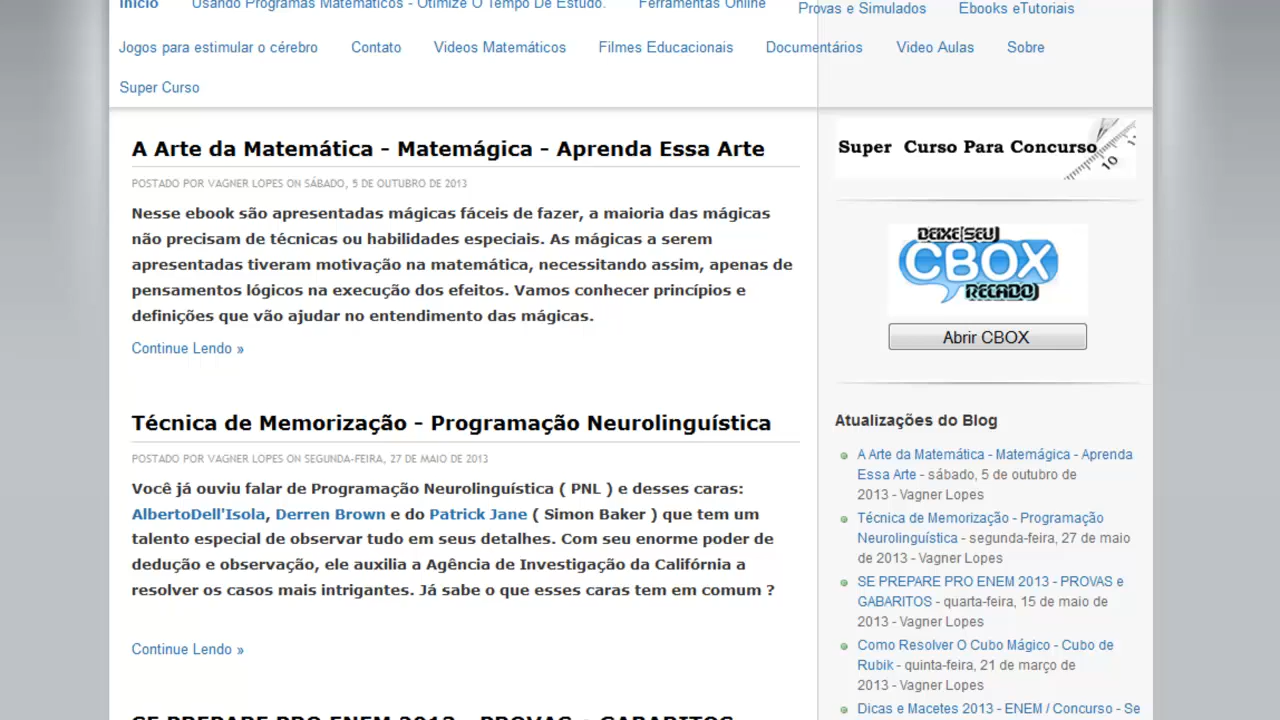 Início Usando Programas Matemáticos - Otimize O Tempo De Estudo. Ferramentas Online Provas e Simulados Ebooks eTutoriais
Jogos para estimular o cérebro Contato Videos Matemáticos Filmes Educacionais Documentários Video Aulas Sobre
Super Curso
A Arte da Matemática - Matemágica - Aprenda Essa Arte
POSTADO POR VAGNER LOPES ON SÁBADO, 5 DE OUTUBRO DE 2013
Nesse ebook são apresentadas mágicas fáceis de fazer, a maioria das mágicas
não precisam de técnicas ou habilidades especiais. As mágicas a serem
apresentadas tiveram motivação na matemática, necessitando assim, apenas de
pensamentos lógicos na execução dos efeitos. Vamos conhecer princípios e
definições que vão ajudar no entendimento das mágicas.
Continue Lendo »
Técnica de Memorização - Programação Neurolinguística
POSTADO POR VAGNER LOPES ON SEGUNDA-FEIRA, 27 DE MAIO DE 2013
Você já ouviu falar de Programação Neurolinguística ( PNL ) e desses caras:
AlbertoDell'Isola, Derren Brown e do Patrick Jane ( Simon Baker ) que tem um
talento especial de observar tudo em seus detalhes. Com seu enorme poder de
dedução e observação, ele auxilia a Agência de Investigação da Califórnia a
resolver os casos mais intrigantes. Já sabe o que esses caras tem em comum ?
Continue Lendo »
SE PREPARE PRO ENEM 2013 - PROVAS e GABARITOS
Super Curso Para Concurso
10
DEIXE SEU
CBOX
RECADO
Abrir CBOX
Atualizações do Blog
A Arte da Matemática - Matemágica - Aprenda
Essa Arte - sábado, 5 de outubro de
2013 - Vagner Lopes
Técnica de Memorização - Programação
Neurolinguística - segunda-feira, 27 de maio
de 2013 - Vagner Lopes
SE PREPARE PRO ENEM 2013 - PROVAS e
GABARITOS - quarta-feira, 15 de maio de
2013 - Vagner Lopes
Como Resolver O Cubo Mágico - Cubo de
Rubik - quinta-feira, 21 de março de
2013 - Vagner Lopes
Dicas e Macetes 2013 - ENEM / Concurso - Se